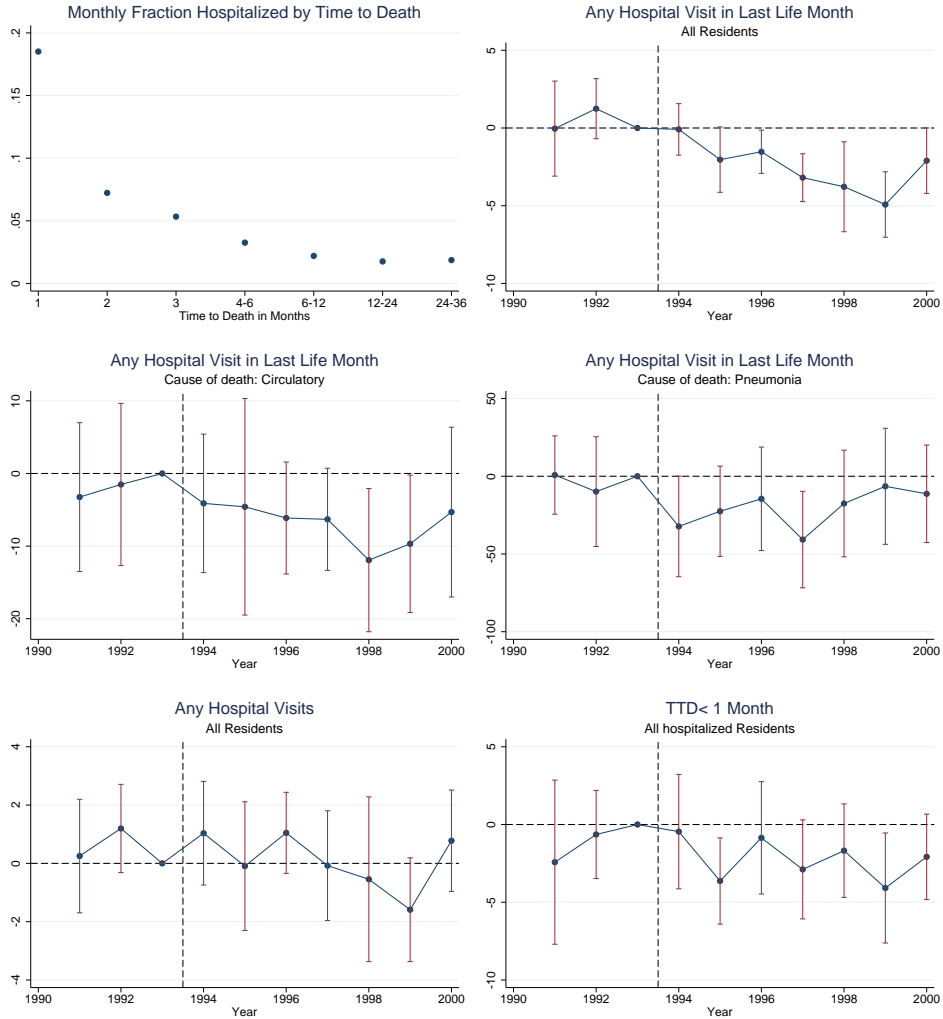 Monthly Fraction Hospitalized by Time to Death
.2
.15
.1
.05
0
1 2 3 4-6 6-12 12-24 24-36
Time to Death in Months
Any Hospital Visit in Last Life Month
All Residents
5
0
-5
-10
1990 1992 1994 1996 1998 2000
Year
Any Hospital Visit in Last Life Month
Cause of death: Circulatory
10
0
-10
-20
1990 1992 1994 1996 1998 2000
Year
Any Hospital Visit in Last Life Month
Cause of death: Pneumonia
50
0
-50
-100
1990 1992 1994 1996 1998 2000
Year
Any Hospital Visits
All Residents
4
2
0
-2
-4
1990 1992 1994 1996 1998 2000
Year
TTD< 1 Month
All hospitalized Residents
5
0
-5
-10
1990 1992 1994 1996 1998 2000
Year